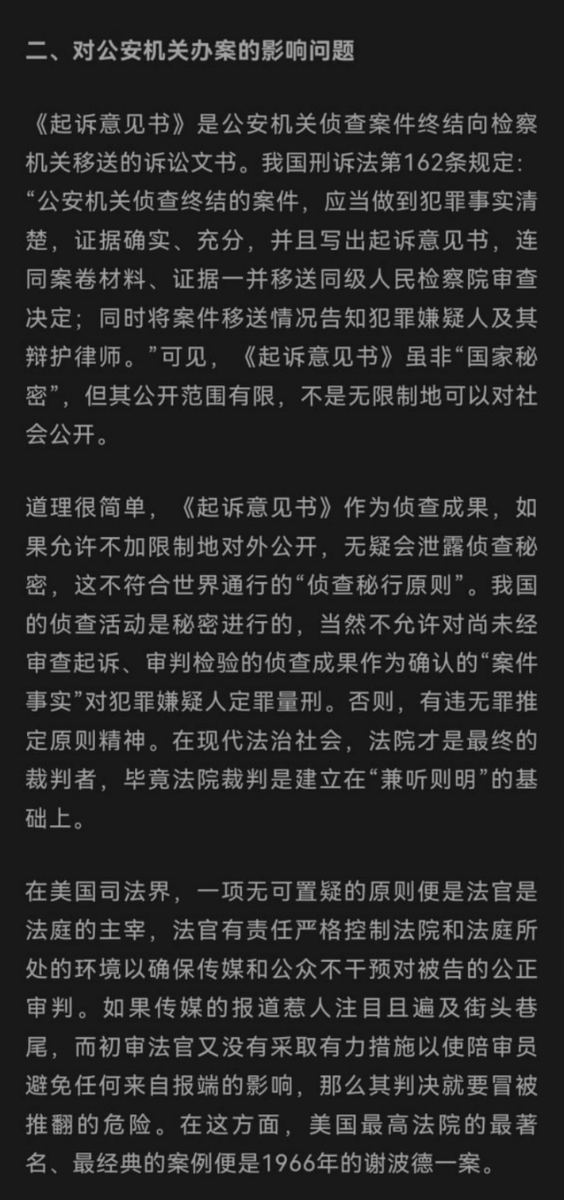 二、对公安机关办案的影响问题
《起诉意见书》是公安机关侦查案件终结向检察
机关移送的诉讼文书。我国刑诉法第162条规定：
“公安机关侦查终结的案件，应当做到犯罪事实清
楚，证据确实、充分，并且写出起诉意见书，连
同案卷材料、证据一并移送同级人民检察院审查
决定；同时将案件移送情况告知犯罪嫌疑人及其
辩护律师。”可见，《起诉意见书》虽非“国家秘
密”，但其公开范围有限，不是无限制地可以对社
会公开。
道理很简单，《起诉意见书》作为侦查成果，如
果允许不加限制地对外公开，无疑会泄露侦查秘
密，这不符合世界通行的“侦查秘行原则”。我国
的侦查活动是秘密进行的，当然不允许对尚未经
审查起诉、审判检验的侦查成果作为确认的“案件
事实”对犯罪嫌疑人定罪量刑。否则，有违无罪推
定原则精神。在现代法治社会，法院才是最终的
裁判者，毕竟法院裁判是建立在“兼听则明”的基
础上。
在美国司法界，一项无可置疑的原则便是法官是
法庭的主宰，法官有责任严格控制法院和法庭所
处的环境以确保传媒和公众不干预对被告的公正
审判。如果传媒的报道惹人注目且遍及街头巷
尾，而初审法官又没有采取有力措施以使陪审员
避免任何来自报端的影响，那么其判决就要冒被
推翻的危险。在这方面，美国最高法院的最著
名、最经典的案例便是1966年的谢波德一案。